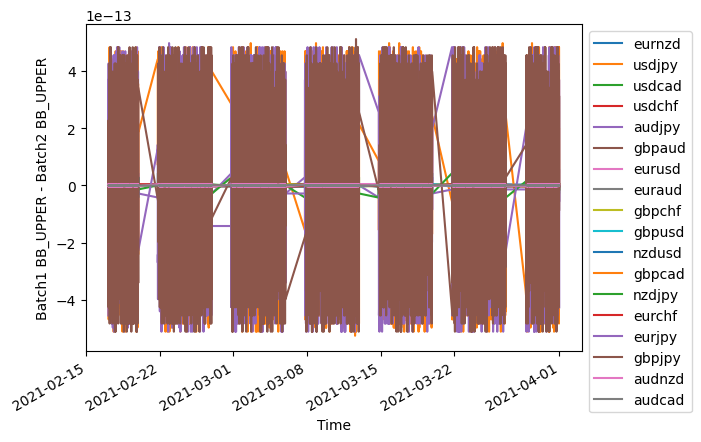 1e−13
4
2
0
−2
−4
Batch1 BB_UPPER - Batch2 BB_UPPER
2021-02-15
2021-02-22
2021-03-01
2021-03-08
2021-03-15
2021-03-22
2021-04-01
Time
eurnzd
usdjpy
usdcad
usdchf
audjpy
gbpaud
eurusd
euraud
gbpchf
gbpusd
nzdusd
gbpcad
nzdjpy
eurchf
eurjpy
gbpjpy
audnzd
audcad